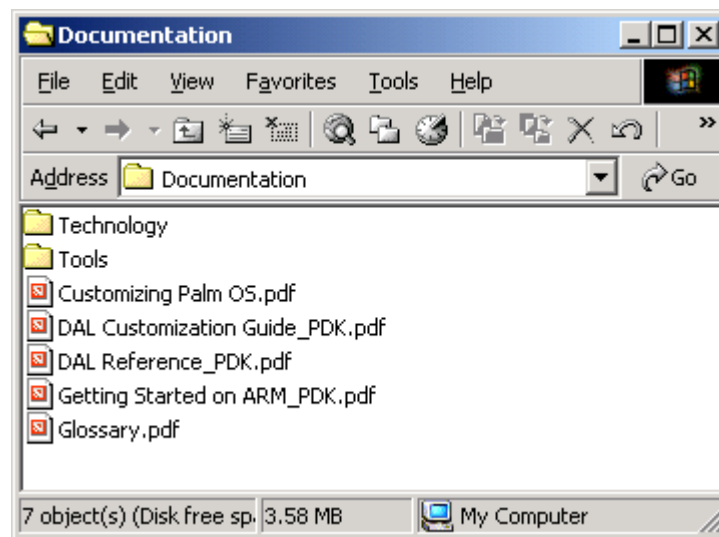 Documentation
File Edit View Favorites Tools Help
»
Address Documentation Go
Technology
Tools
Customizing Palm OS.pdf
DAL Customization Guide_PDK.pdf
DAL Reference_PDK.pdf
Getting Started on ARM_PDK.pdf
Glossary.pdf
7 object(s) (Disk free sp. 3.58 MB My Computer